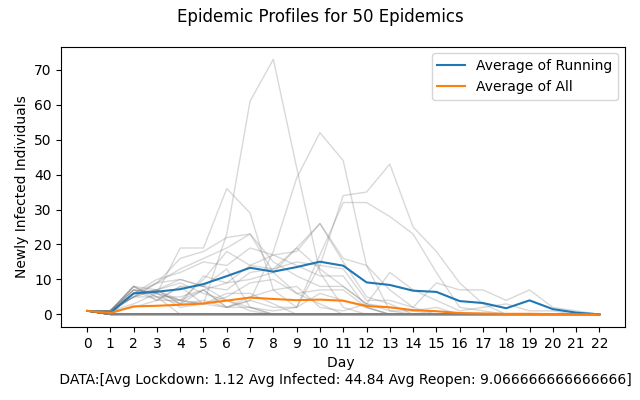 Epidemic Profiles for 50 Epidemics
Average of Running
Average of All
Newly Infected Individuals
70
60
50
40
30
20
10
0
0 1 2 3 4 5 6 7 8 9 10 11 12 13 14 15 16 17 18 19 20 21 22
Day
DATA:[Avg Lockdown: 1.12 Avg Infected: 44.84 Avg Reopen: 9.066666666666666]